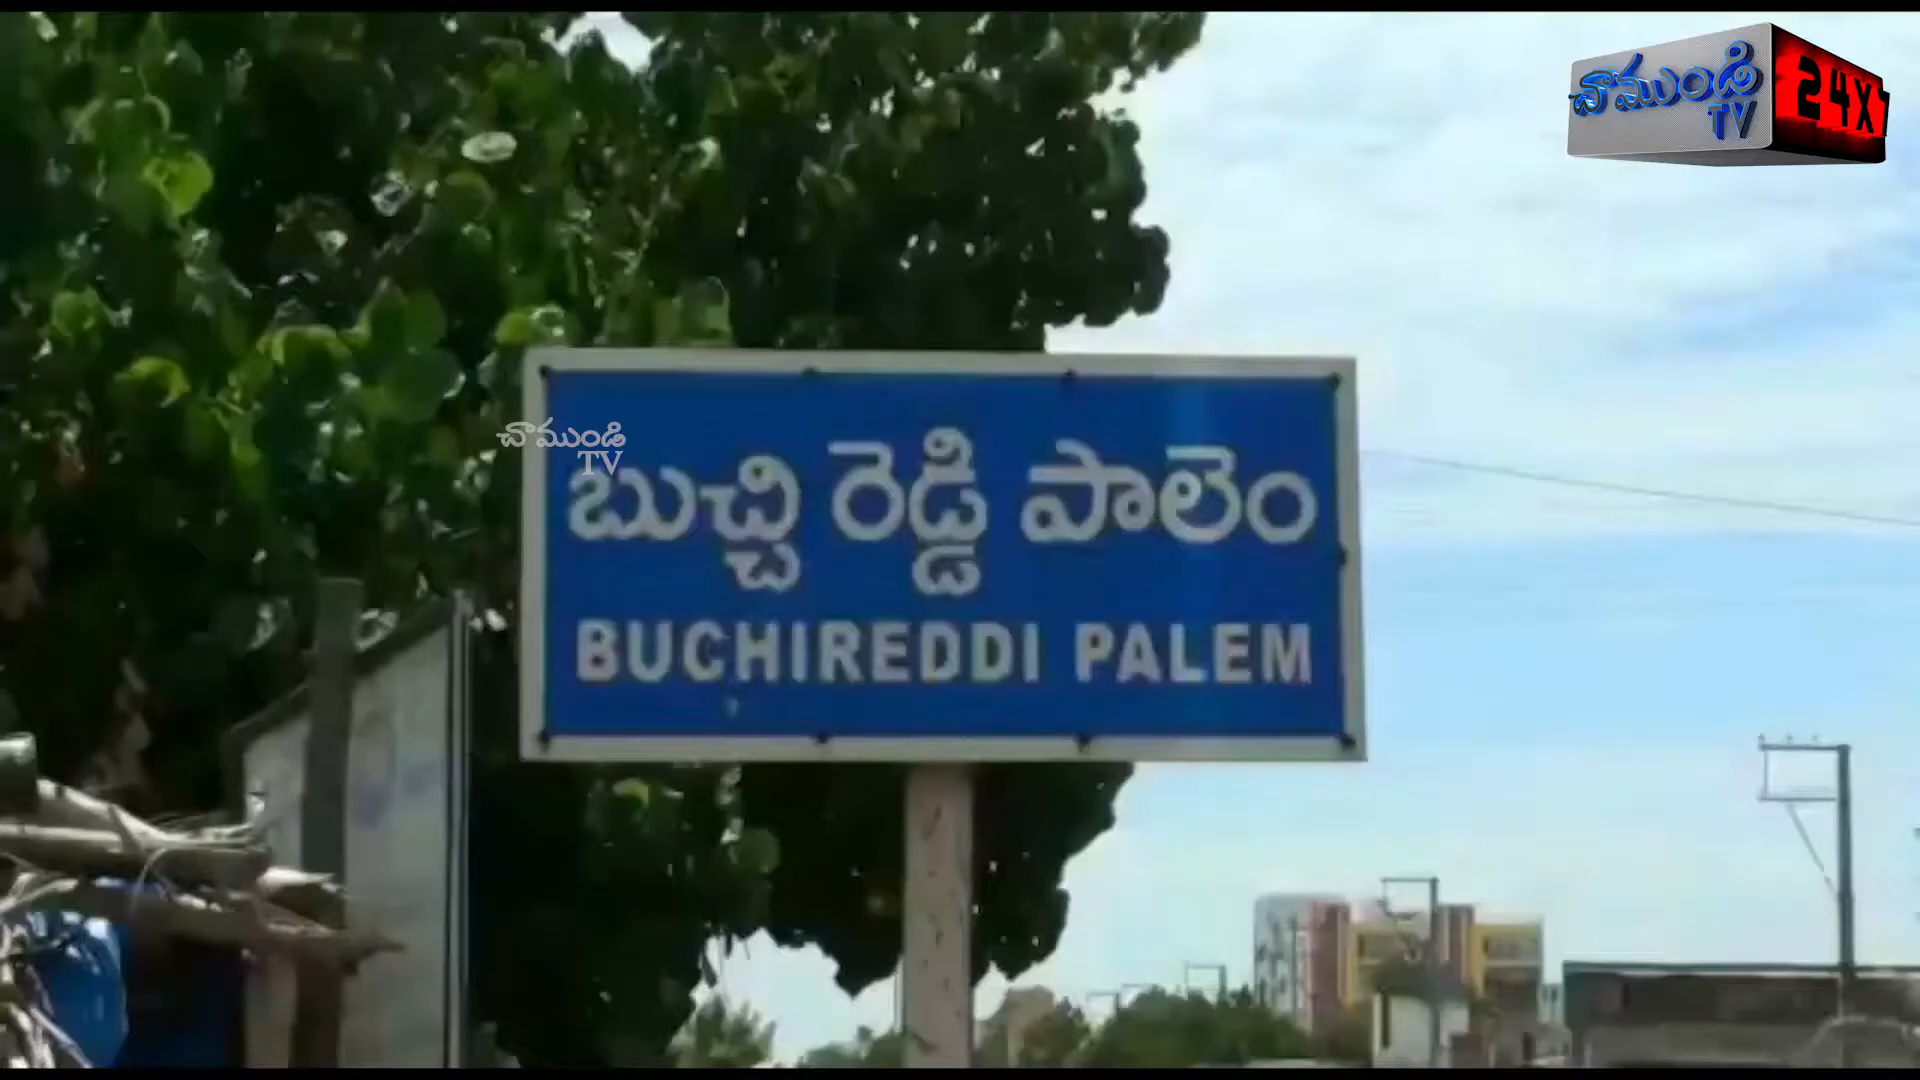 చాముండి
TV
24X
చాముండి
TV
బుచ్చి రెడ్డి పాలెం
BUCHIREDDI PALEM